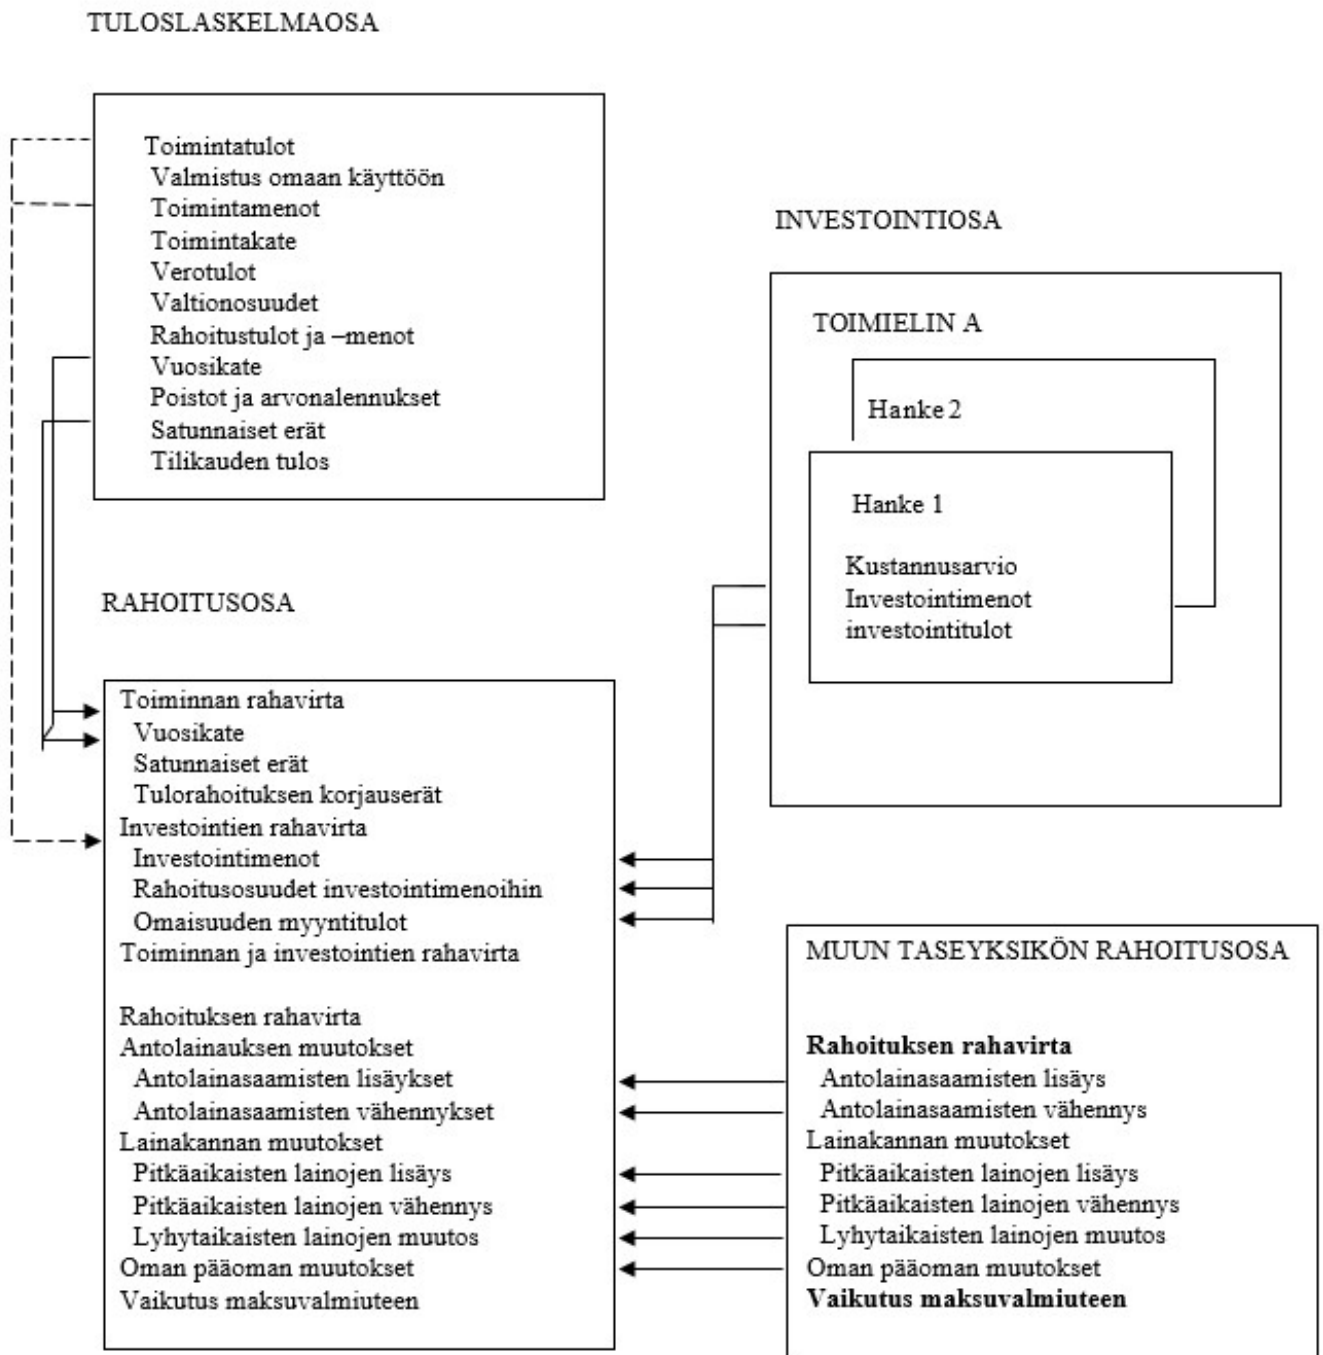 TULOSLASKELMAOSA
Toimintatulot
Valmistus omaan käyttöön
Toimintamenot
Toimintakate
Verotulot
Valtionosuudet
Rahoitustulot ja –menot
Vuosikate
Poistot ja arvonalennukset
Satunnaiset erät
Tilikauden tulos
INVESTOINTIOSA
TOIMIELIN A
Hanke 2
Hanke 1
Kustannusarvio
Investointimenot
investointitulot
RAHOITUSOSA
Toiminnan rahavirta
Vuosikate
Satunnaiset erät
Tulorahoituksen korjauserät
Investointien rahavirta
Investointimenot
Rahoitusosuudet investointimenoihin
Omaisuuden myyntitulot
Toiminnan ja investointien rahavirta
Rahoituksen rahavirta
Antolainauksen muutokset
Antolainasaamisten lisäykset
Antolainasaamisten vähennykset
Lainakannan muutokset
Pitkäaikaisten lainojen lisäys
Pitkäaikaisten lainojen vähennys
Lyhytaikaisten lainojen muutos
Oman pääoman muutokset
Vaikutus maksuvalmiuteen
MUUN TASEYKSIKÖN RAHOITUSOSA
Rahoituksen rahavirta
Antolainasaamisten lisäys
Antolainasaamisten vähennys
Lainakannan muutokset
Pitkäaikaisten lainojen lisäys
Pitkäaikaisten lainojen vähennys
Lyhytaikaisten lainojen muutos
Oman pääoman muutokset
Vaikutus maksuvalmiuteen